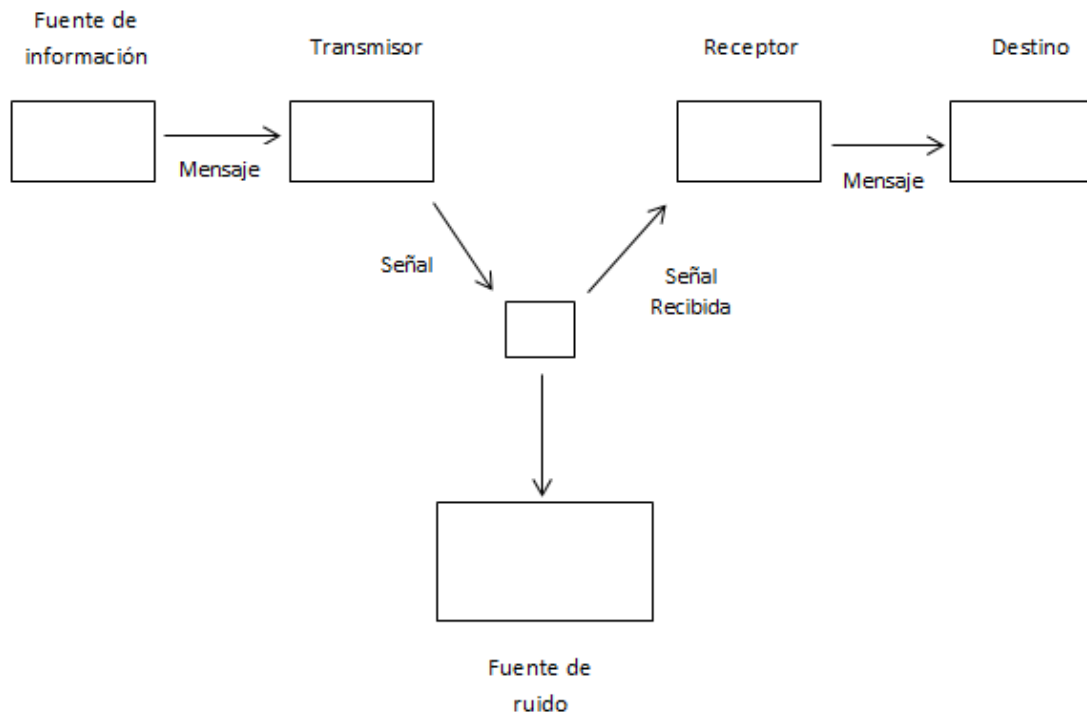 Fuente de
información
Transmisor
Receptor
Destino
Mensaje
Mensaje
Señal
Señal
Recibida
Fuente de
ruido